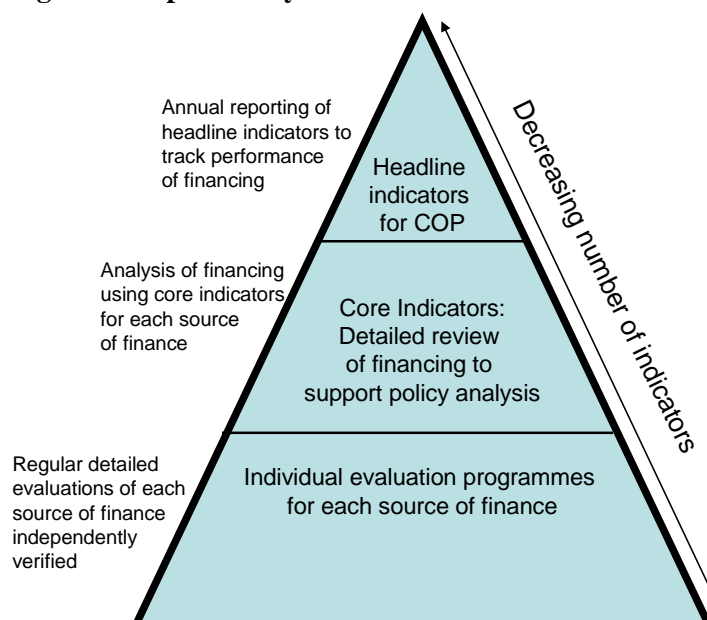 Annual reporting of
headline indicators to
track performance
of financing
Headline
indicators
for COP
Decreasing number of indicators
Analysis of financing
using core indicators
for each source
of finance
Core Indicators:
Detailed review
of financing to
support policy analysis
Regular detailed
evaluations of each
source of finance
independently
verified
Individual evaluation programmes
for each source of finance